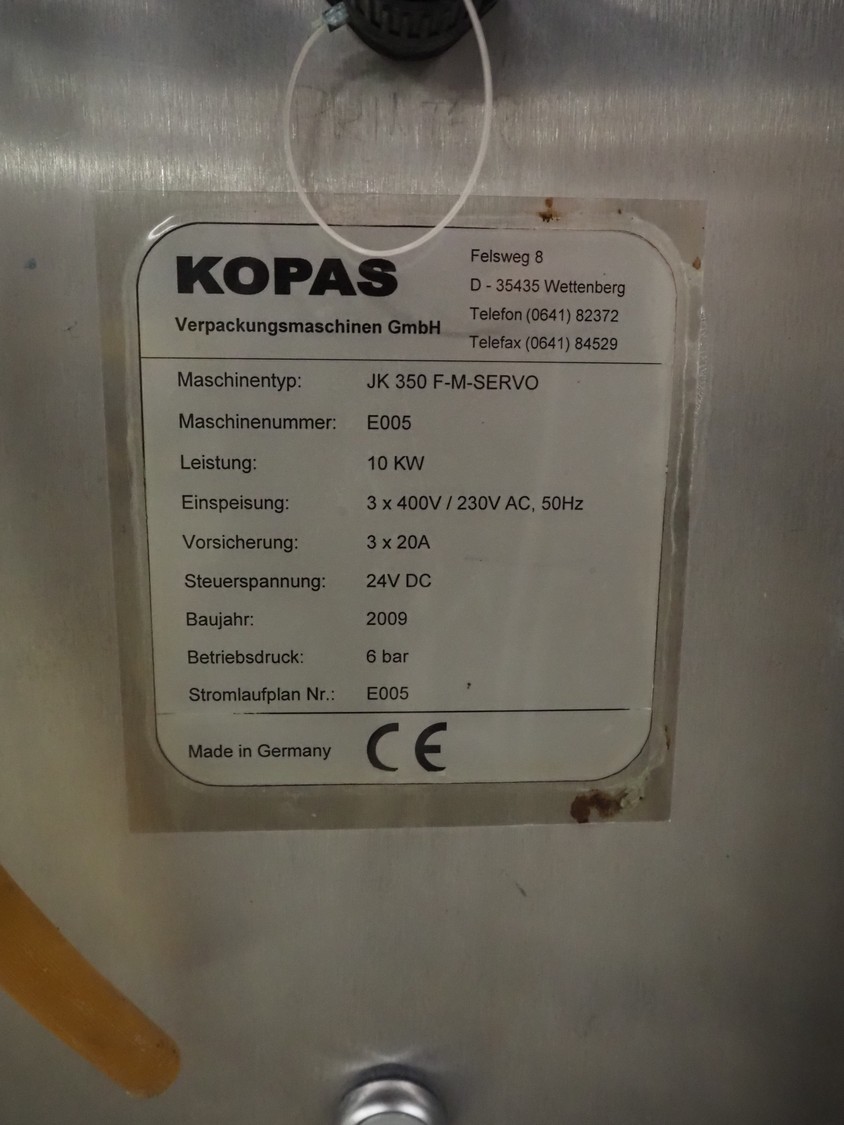 KOPAS
Verpackungsmaschinen GmbH
Felsweg 8
D - 35435 Wettenberg
Telefon (0641) 82372
Telefax (0641) 84529
Maschinentyp: JK 350 F-M-SERVO
Maschinenummer: E005
Leistung: 10 KW
Einspeisung: 3 x 400V / 230V AC, 50Hz
Vorsicherung: 3 x 20A
Steuerspannung: 24V DC
Baujahr: 2009
Betriebsdruck: 6 bar
Stromlaufplan Nr.: E005
Made in Germany CE